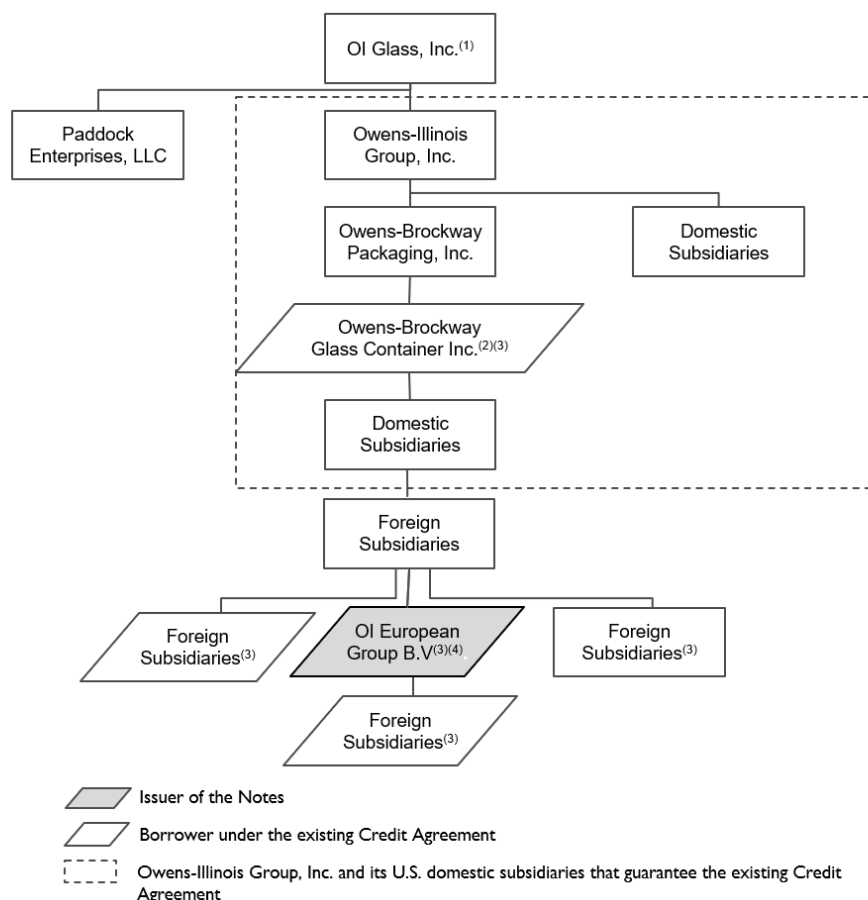 OI Glass, Inc.(1)
Paddock
Enterprises, LLC
Owens-Illinois
Group, Inc.
Owens-Brockway
Packaging, Inc.
Domestic
Subsidiaries
Owens-Brockway
Glass Container Inc.(2)(3)
Domestic
Subsidiaries
Foreign
Subsidiaries
Foreign
Subsidiaries(3)
OI European
Group B.V(3)(4).
Foreign
Subsidiaries(3)
Foreign
Subsidiaries(3)
Issuer of the Notes
Borrower under the existing Credit Agreement
Owens-Illinois Group, Inc. and its U.S. domestic subsidiaries that guarantee the existing Credit
Agreement